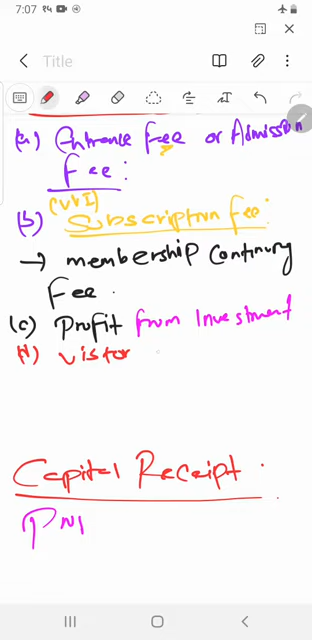 7:07
Title
(a) Entrance Fee or Admission
Fee:
(VVI)
(b) Subscription Fee:
→ membership continuing
Fee.
(c) Profit from Investment
(d) Vistor
Capital Receipt.